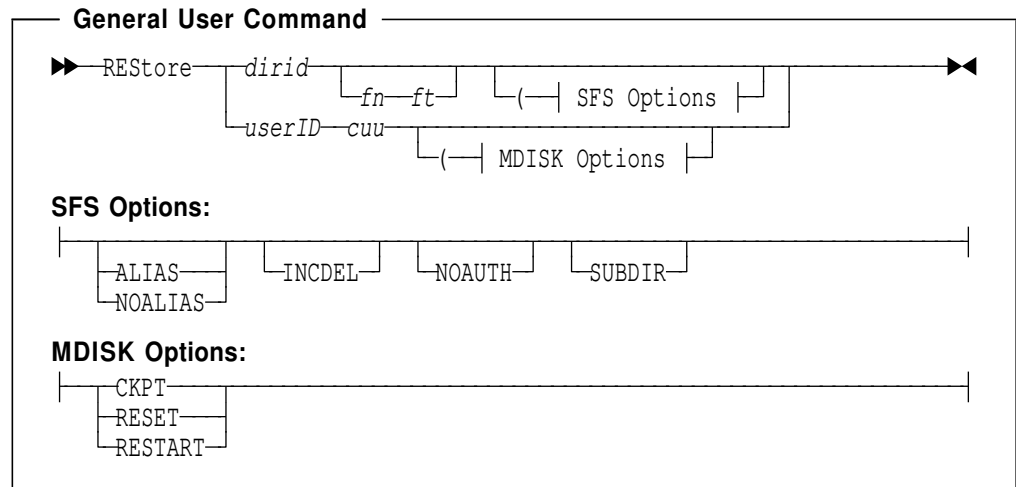 General User Command
REStore dirid
fn ft ( SFS Options
userID cuu
( MDISK Options
SFS Options:
ALIAS INCDEL NOAUTH SUBDIR
NOALIAS
MDISK Options:
CKPT
RESET
RESTART